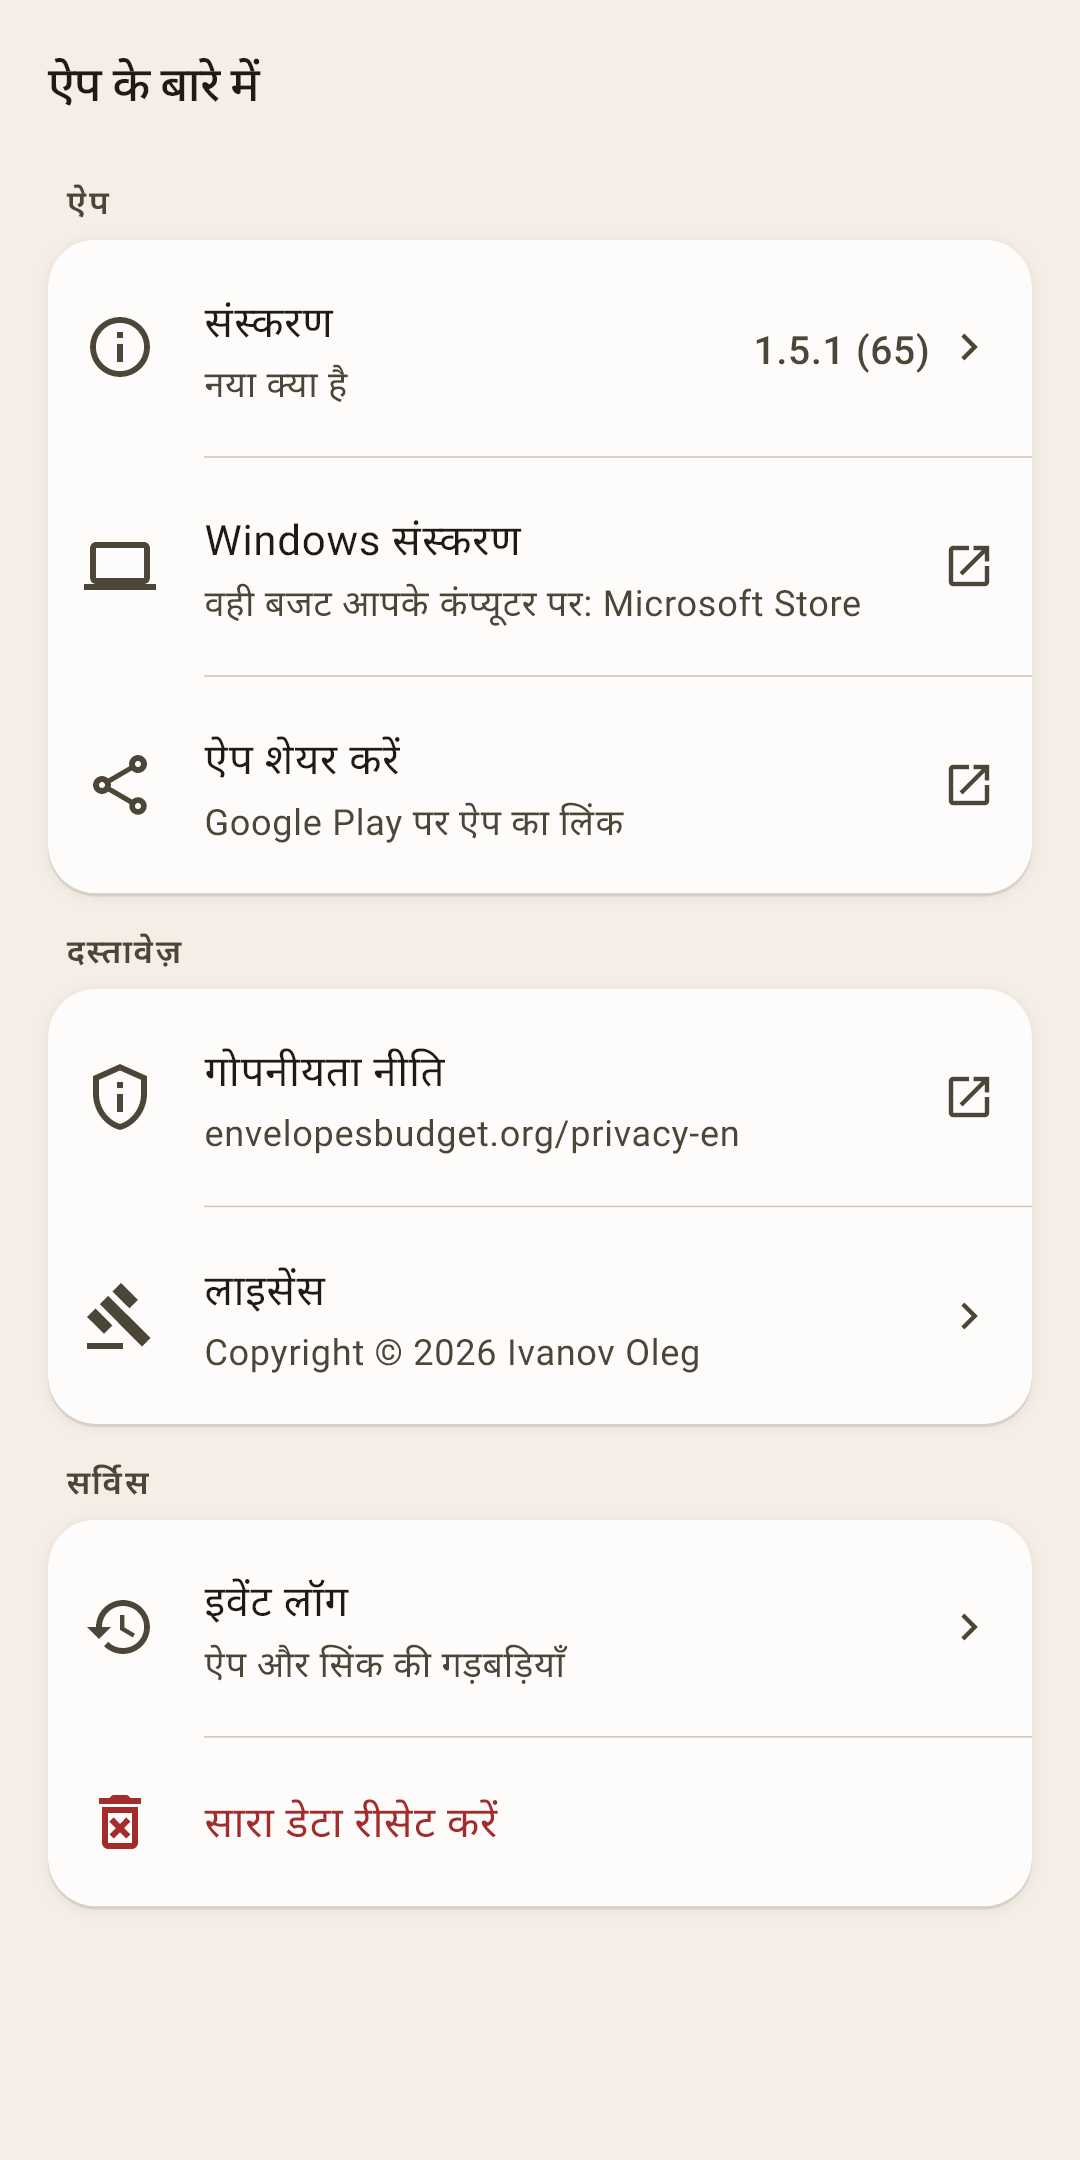 ऐप के बारे में
ऐप
संस्करण
नया क्या है
1.5.1 (65)
Windows संस्करण
वही बजट आपके कंप्यूटर पर: Microsoft Store
ऐप शेयर करें
Google Play पर ऐप का लिंक
दस्तावेज़
गोपनीयता नीति
envelopesbudget.org/privacy-en
लाइसेंस
Copyright © 2026 Ivanov Oleg
सर्विस
इवेंट लॉग
ऐप और सिंक की गड़बड़ियाँ
सारा डेटा रीसेट करें